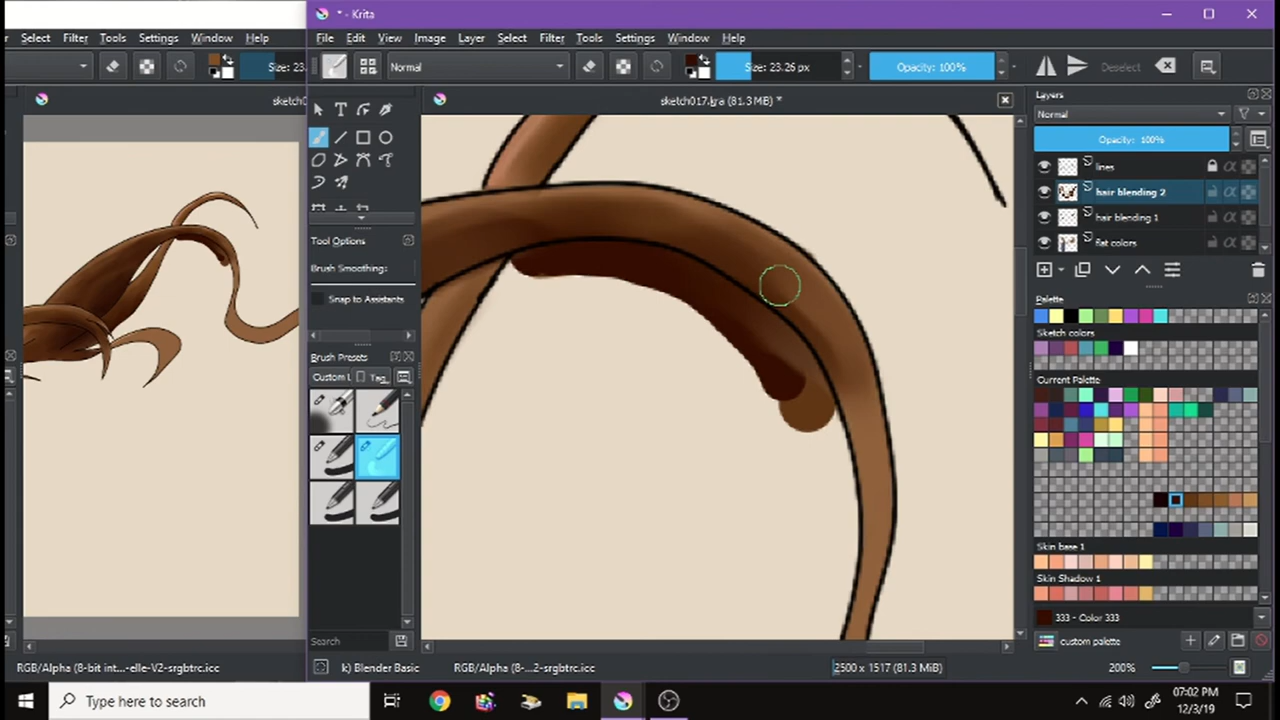 * - Krita
Select Filter Tools Settings Window Help
File Edit View Image Layer Select Filter Tools Settings Window Help
Size: 23.
Normal
Size: 23.26 px
Opacity: 100%
Deselect
sketch0
sketch017.kra (81.3 MB) *
Layers
Normal
Opacity: 100%
lines
hair blending 2
hair blending 1
flat colors
Tool Options
Brush Smoothing:
Snap to Assistants
Palette
Sketch colors
Current Palette
Brush Presets
Custom
Tag
Skin base 1
Skin Shadow 1
333 - Color 333
Search
custom palette
RGB/Alpha (8-bit int...-elle-V2-srgbtrc.icc
k) Blender Basic
RGB/Alpha (8-...2-srgbtrc.icc
2500 x 1517 (81.3 MiB)
200%
Type here to search
07:02 PM
12/3/19